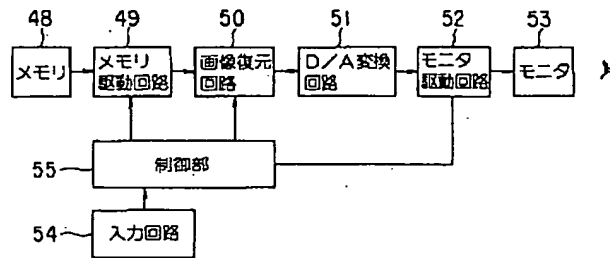 48 49 50 51 52 53
メモリ
メモリ
駆動回路
画像復元
回路
D/A変換
回路
モニタ
駆動回路
モニタ
55
制御部
54
入力回路